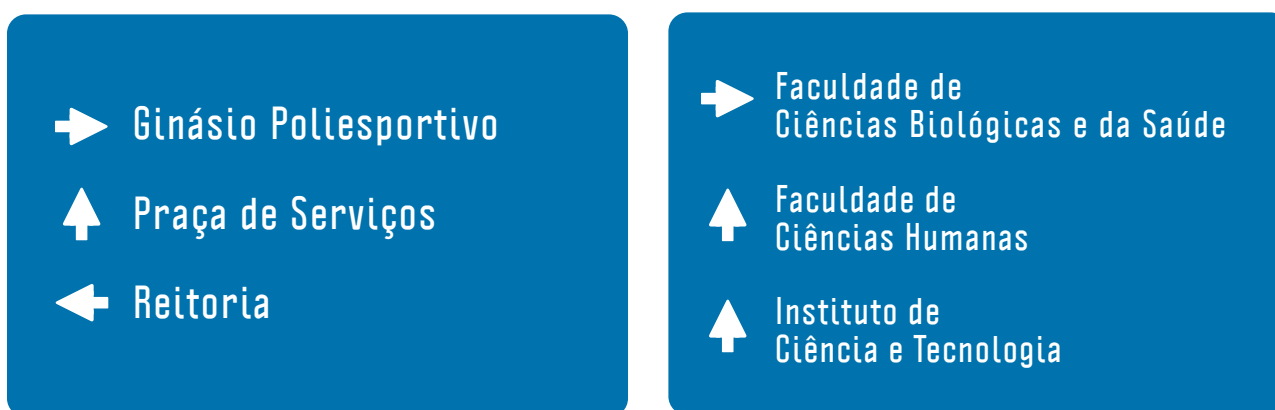 Ginásio Poliesportivo
Praça de Serviços
Reitoria
Faculdade de
Ciências Biológicas e da Saúde
Faculdade de
Ciências Humanas
Instituto de
Ciência e Tecnologia